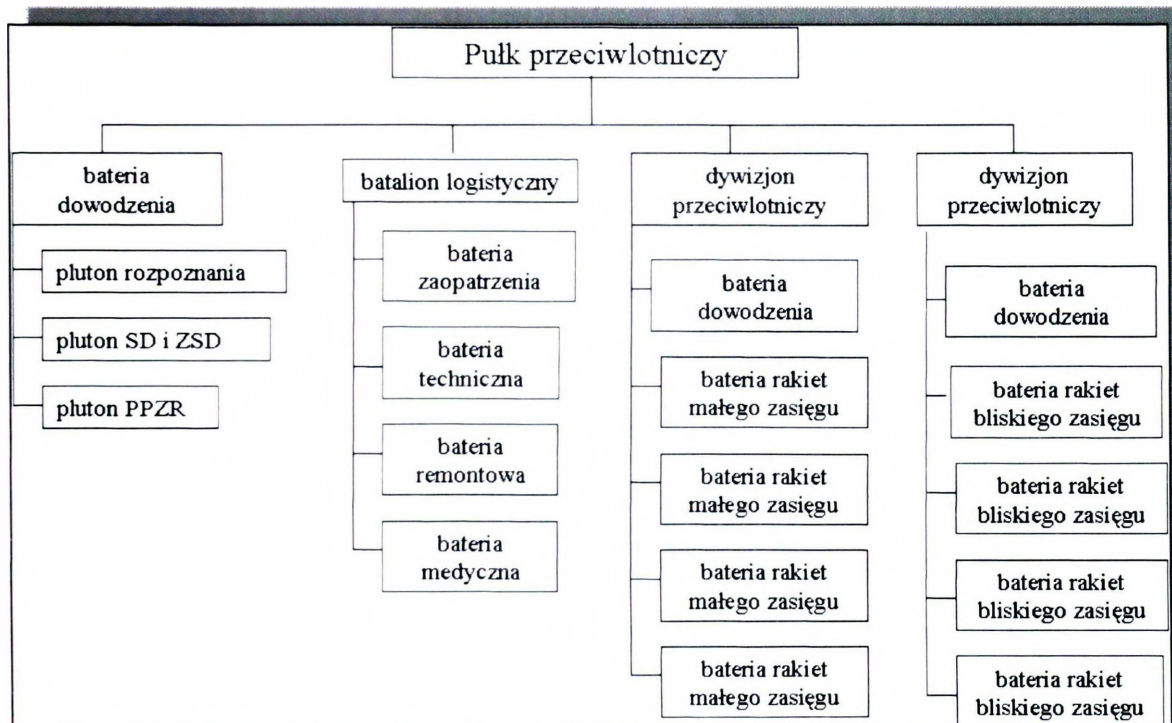 Pułk przeciwlotniczy
bateria
dowodzenia
pluton rozpoznania
pluton SD i ZSD
pluton PPZR
batalion logistyczny
bateria
zaopatrzenia
bateria
techniczna
bateria
remontowa
bateria
medyczna
dywizjon
przeciwlotniczy
bateria
dowodzenia
bateria rakiet
małego zasięgu
bateria rakiet
małego zasięgu
bateria rakiet
małego zasięgu
bateria rakiet
małego zasięgu
dywizjon
przeciwlotniczy
bateria
dowodzenia
bateria rakiet
bliskiego zasięgu
bateria rakiet
bliskiego zasięgu
bateria rakiet
bliskiego zasięgu
bateria rakiet
bliskiego zasięgu